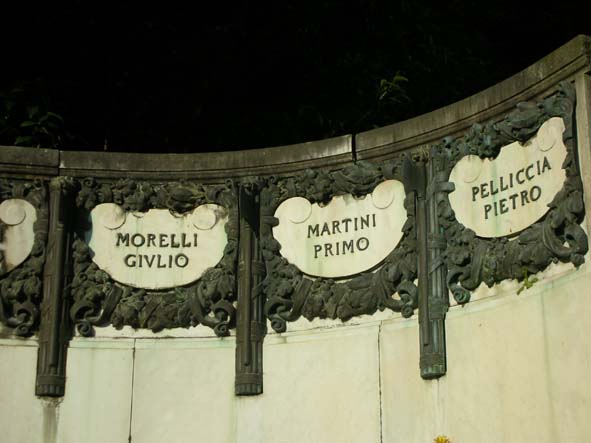 MORELLI
GIVLIO
MARTINI
PRIMO
PELLICCIA
PIETRO